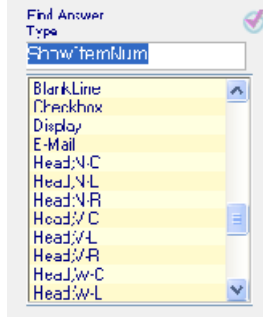 Find Answer
Type
ShowItemNum
BlankLine
Checkbox
Display
E-Mail
Head;N-C
Head;N-L
Head;N-R
Head;V-C
Head;V-L
Head;V-R
Head;W-C
Head;W-L